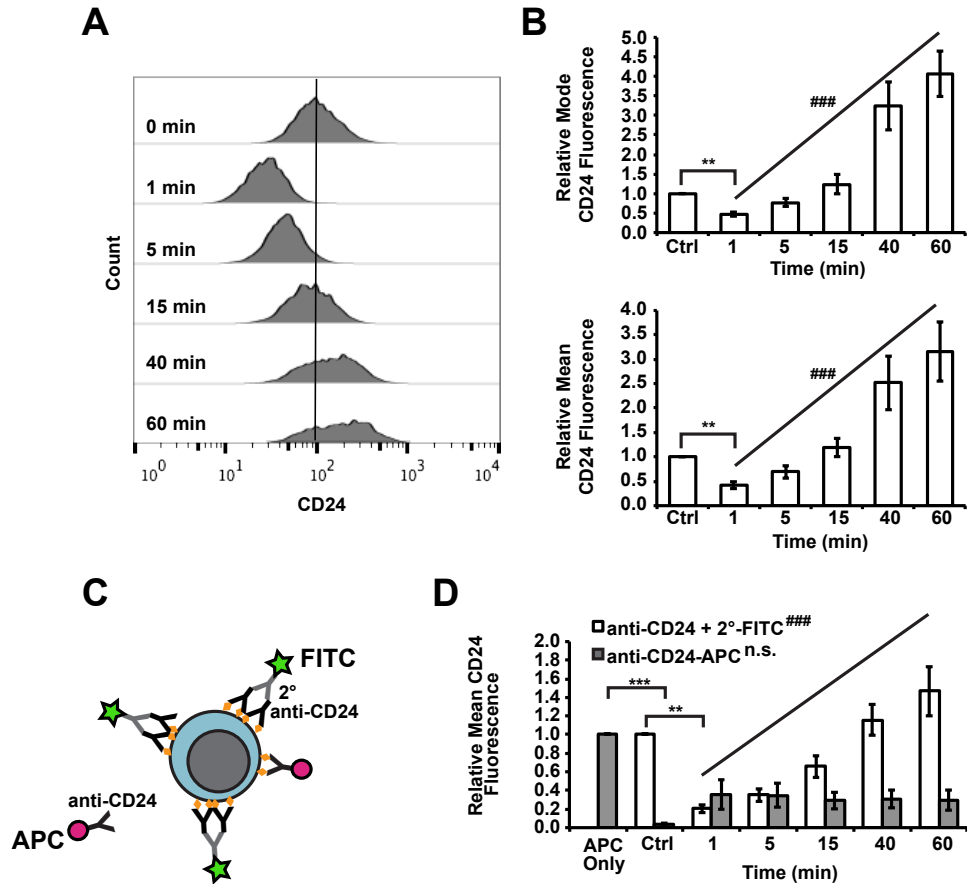 A
0 min
1 min
5 min
15 min
40 min
60 min
Count
10^0 10^1 10^2 10^3 10^4
CD24
B
Relative Mode
CD24 Fluorescence
5.0
4.5
4.0
3.5
3.0
2.5
2.0
1.5
1.0
0.5
0.0
**
###
Ctrl 1 5 15 40 60
Time (min)
Relative Mean
CD24 Fluorescence
4.0
3.5
3.0
2.5
2.0
1.5
1.0
0.5
0.0
**
###
Ctrl 1 5 15 40 60
Time (min)
C
FITC
2°
anti-CD24
anti-CD24
APC
D
Relative Mean CD24
Fluorescence
anti-CD24 + 2°-FITC ###
anti-CD24-APC n.s.
2.0
1.8
1.6
1.4
1.2
1.0
0.8
0.6
0.4
0.2
0.0
***
**
APC Only Ctrl 1 5 15 40 60
Time (min)